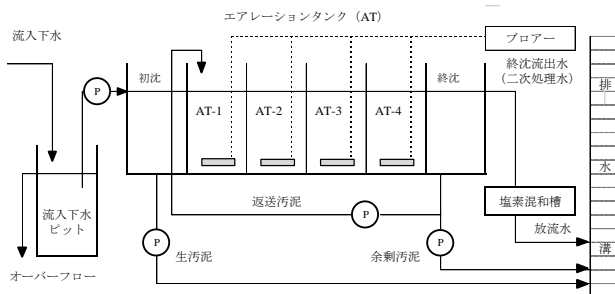 エアレーションタンク（AT）
流入下水
ブロアー
終沈流出水
（二次処理水）
初沈
終沈
排
P
AT-1
AT-2
AT-3
AT-4
水
返送汚泥
塩素混和槽
流入下水
ピット
P
放流水
P
生汚泥
余剰汚泥
P
溝
オーバーフロー